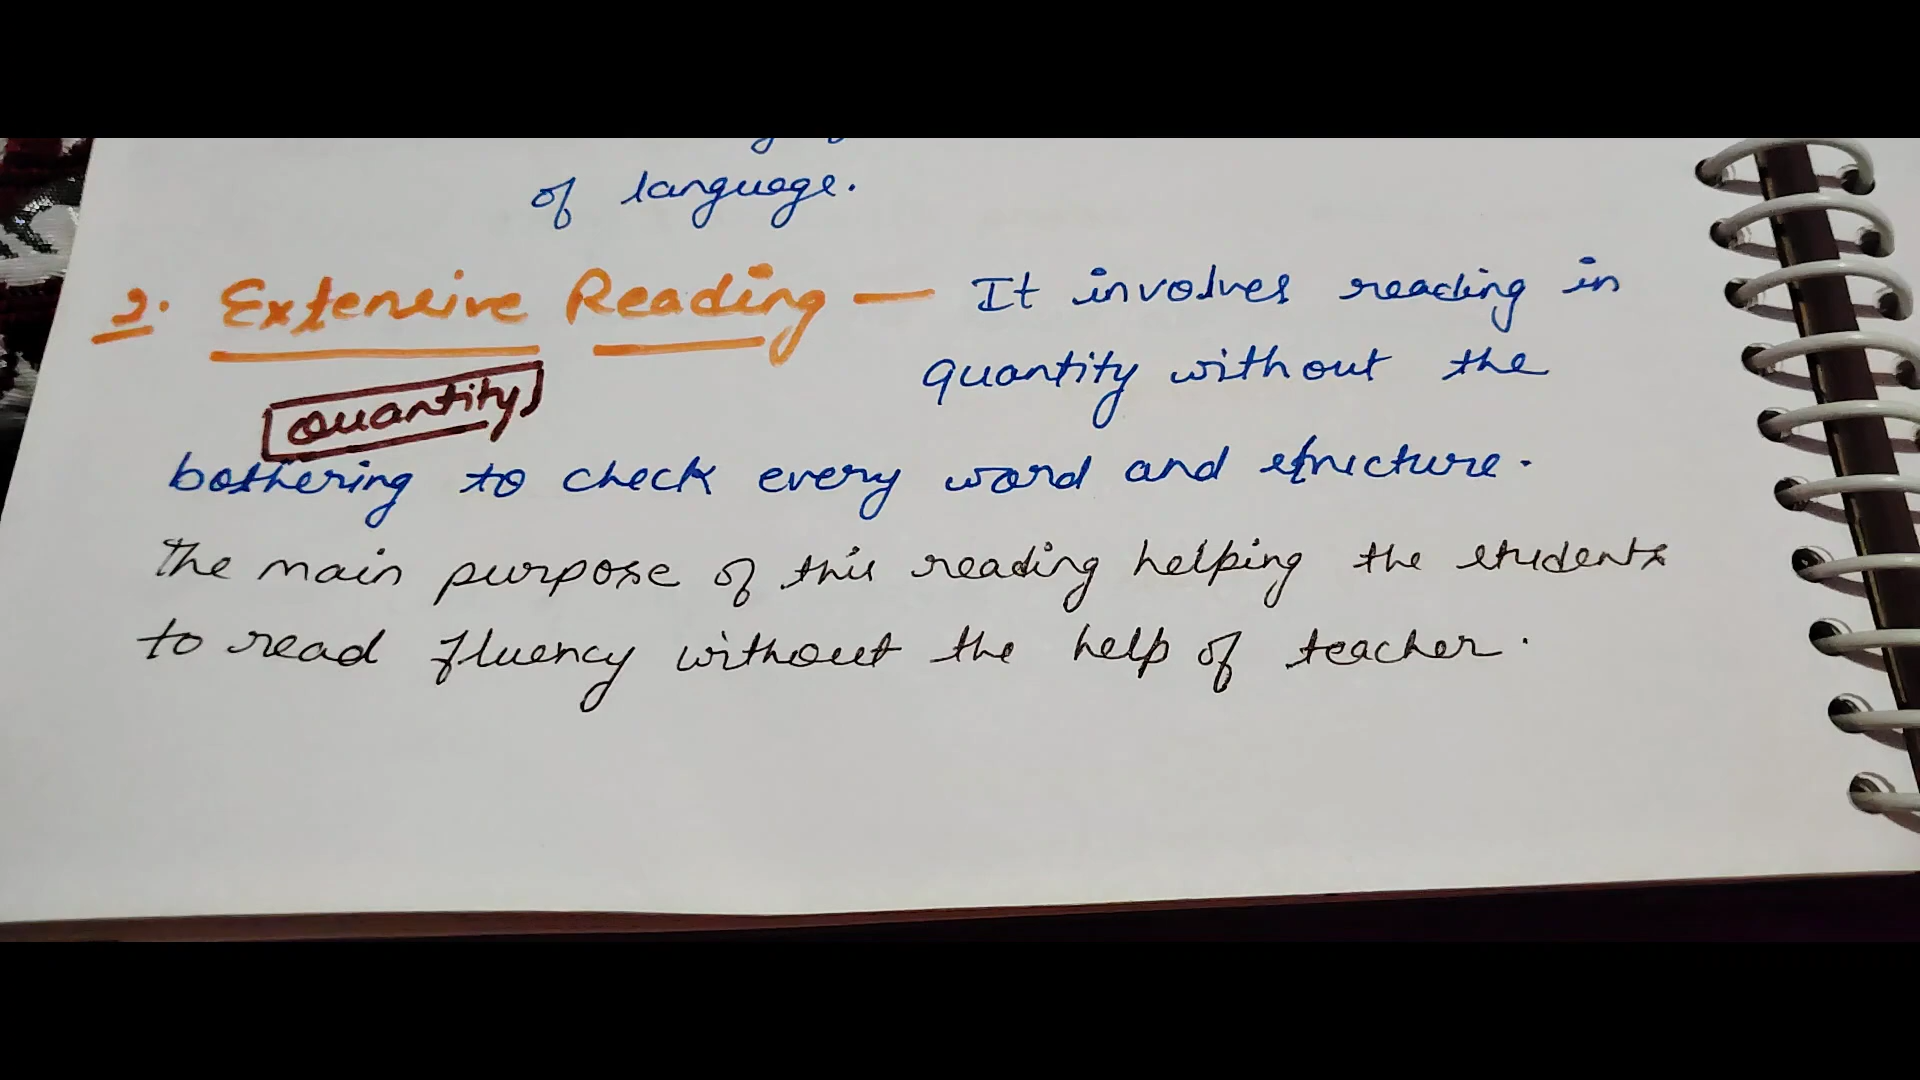 of language.
2. Extensive Reading — It involves reading in
quantity without the
Quantity
bothering to check every word and structure.
The main purpose of this reading helping the students
to read fluency without the help of teacher.